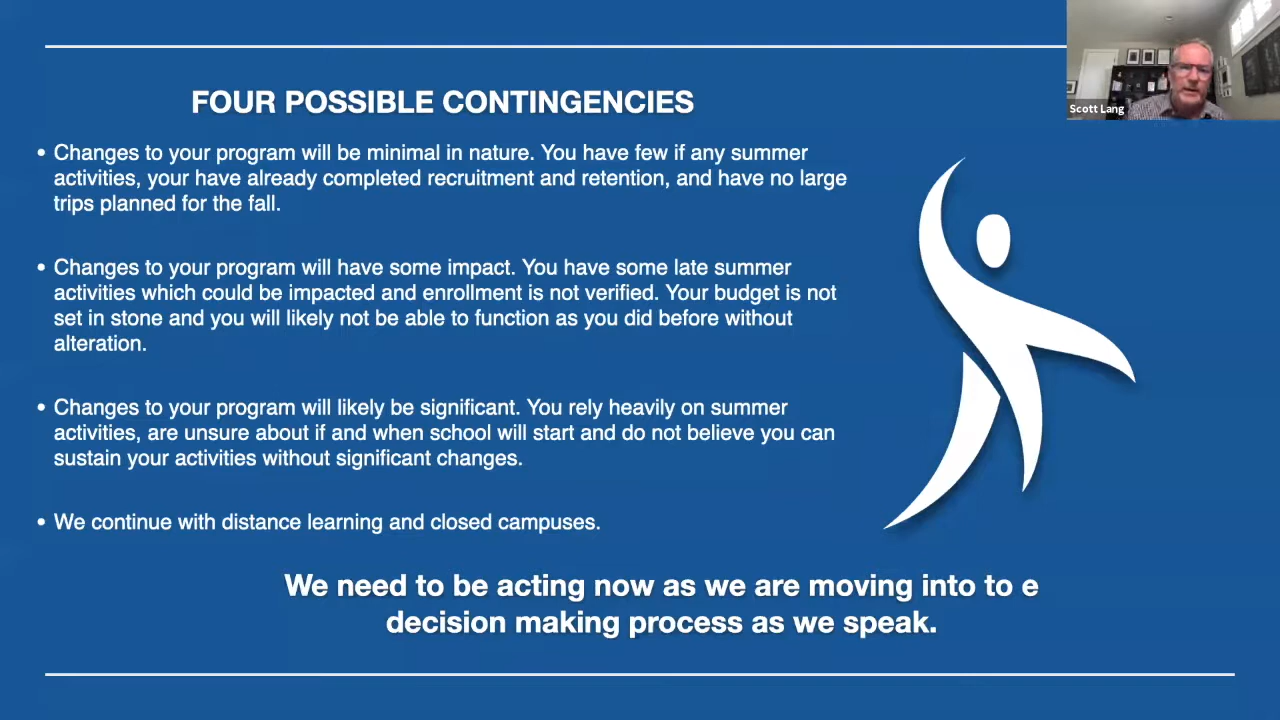 Scott Lang
FOUR POSSIBLE CONTINGENCIES
• Changes to your program will be minimal in nature. You have few if any summer
activities, your have already completed recruitment and retention, and have no large
trips planned for the fall.
• Changes to your program will have some impact. You have some late summer
activities which could be impacted and enrollment is not verified. Your budget is not
set in stone and you will likely not be able to function as you did before without
alteration.
• Changes to your program will likely be significant. You rely heavily on summer
activities, are unsure about if and when school will start and do not believe you can
sustain your activities without significant changes.
• We continue with distance learning and closed campuses.
We need to be acting now as we are moving into to e
decision making process as we speak.